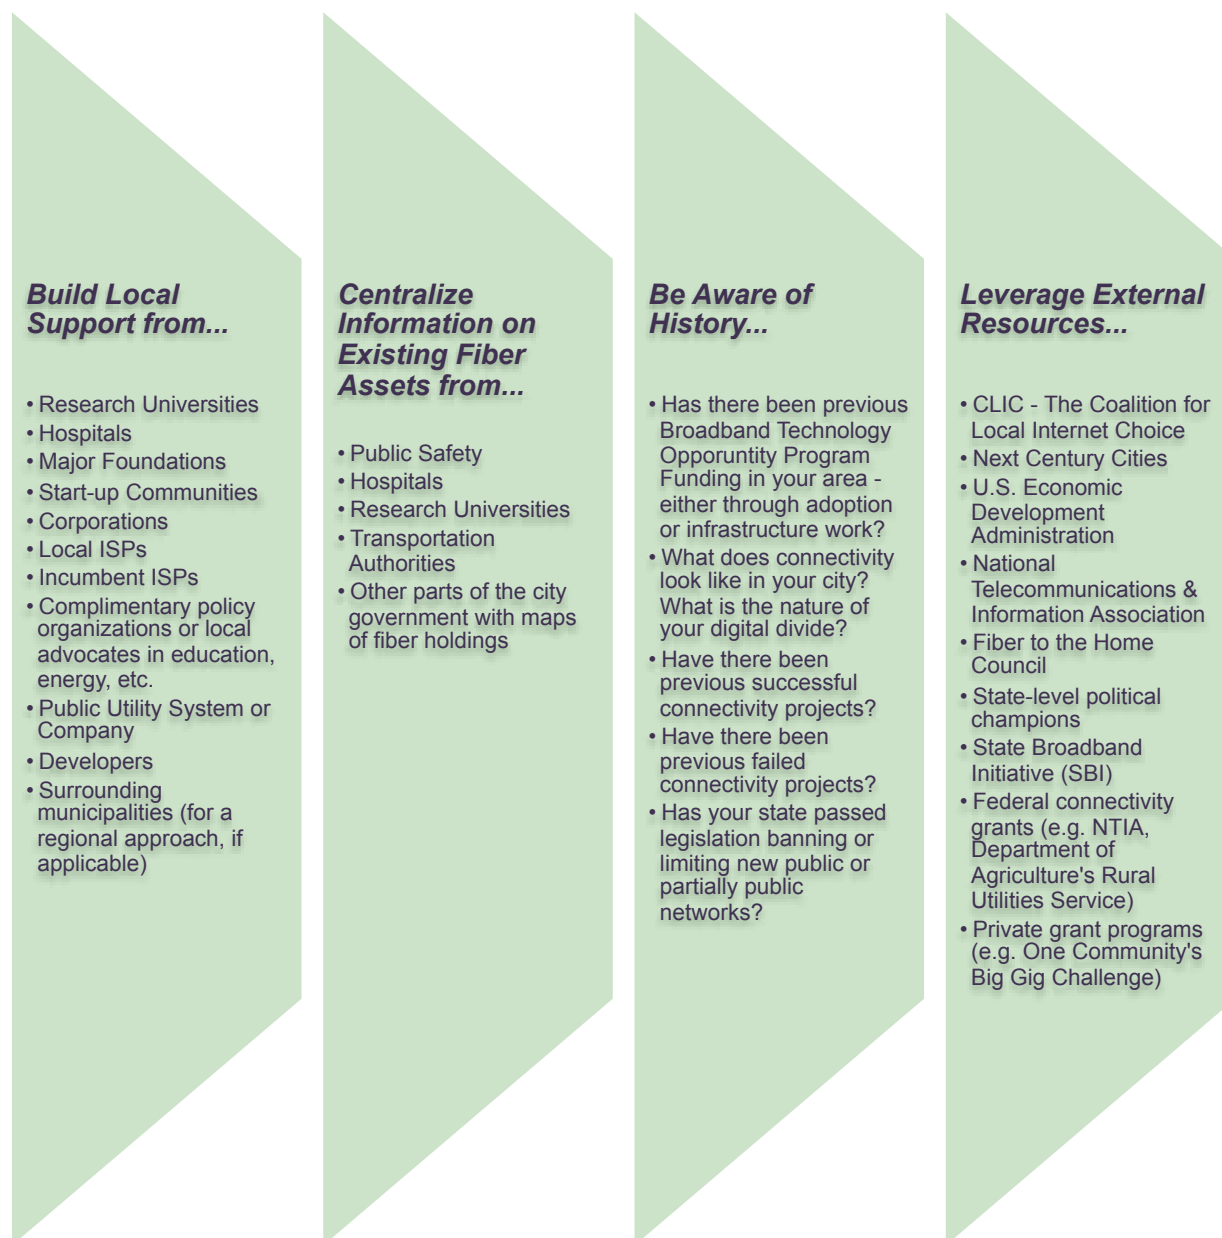 Build Local
Support from...
• Research Universities
• Hospitals
• Major Foundations
• Start-up Communities
• Corporations
• Local ISPs
• Incumbent ISPs
• Complimentary policy
organizations or local
advocates in education,
energy, etc.
• Public Utility System or
Company
• Developers
• Surrounding
municipalities (for a
regional approach, if
applicable)
Centralize
Information on
Existing Fiber
Assets from...
• Public Safety
• Hospitals
• Research Universities
• Transportation
Authorities
• Other parts of the city
government with maps
of fiber holdings
Be Aware of
History...
• Has there been previous
Broadband Technology
Opporuntity Program
Funding in your area -
either through adoption
or infrastructure work?
• What does connectivity
look like in your city?
What is the nature of
your digital divide?
• Have there been
previous successful
connectivity projects?
• Have there been
previous failed
connectivity projects?
• Has your state passed
legislation banning or
limiting new public or
partially public
networks?
Leverage External
Resources...
• CLIC - The Coalition for
Local Internet Choice
• Next Century Cities
• U.S. Economic
Development
Administration
• National
Telecommunications &
Information Association
• Fiber to the Home
Council
• State-level political
champions
• State Broadband
Initiative (SBI)
• Federal connectivity
grants (e.g. NTIA,
Department of
Agriculture's Rural
Utilities Service)
• Private grant programs
(e.g. One Community's
Big Gig Challenge)